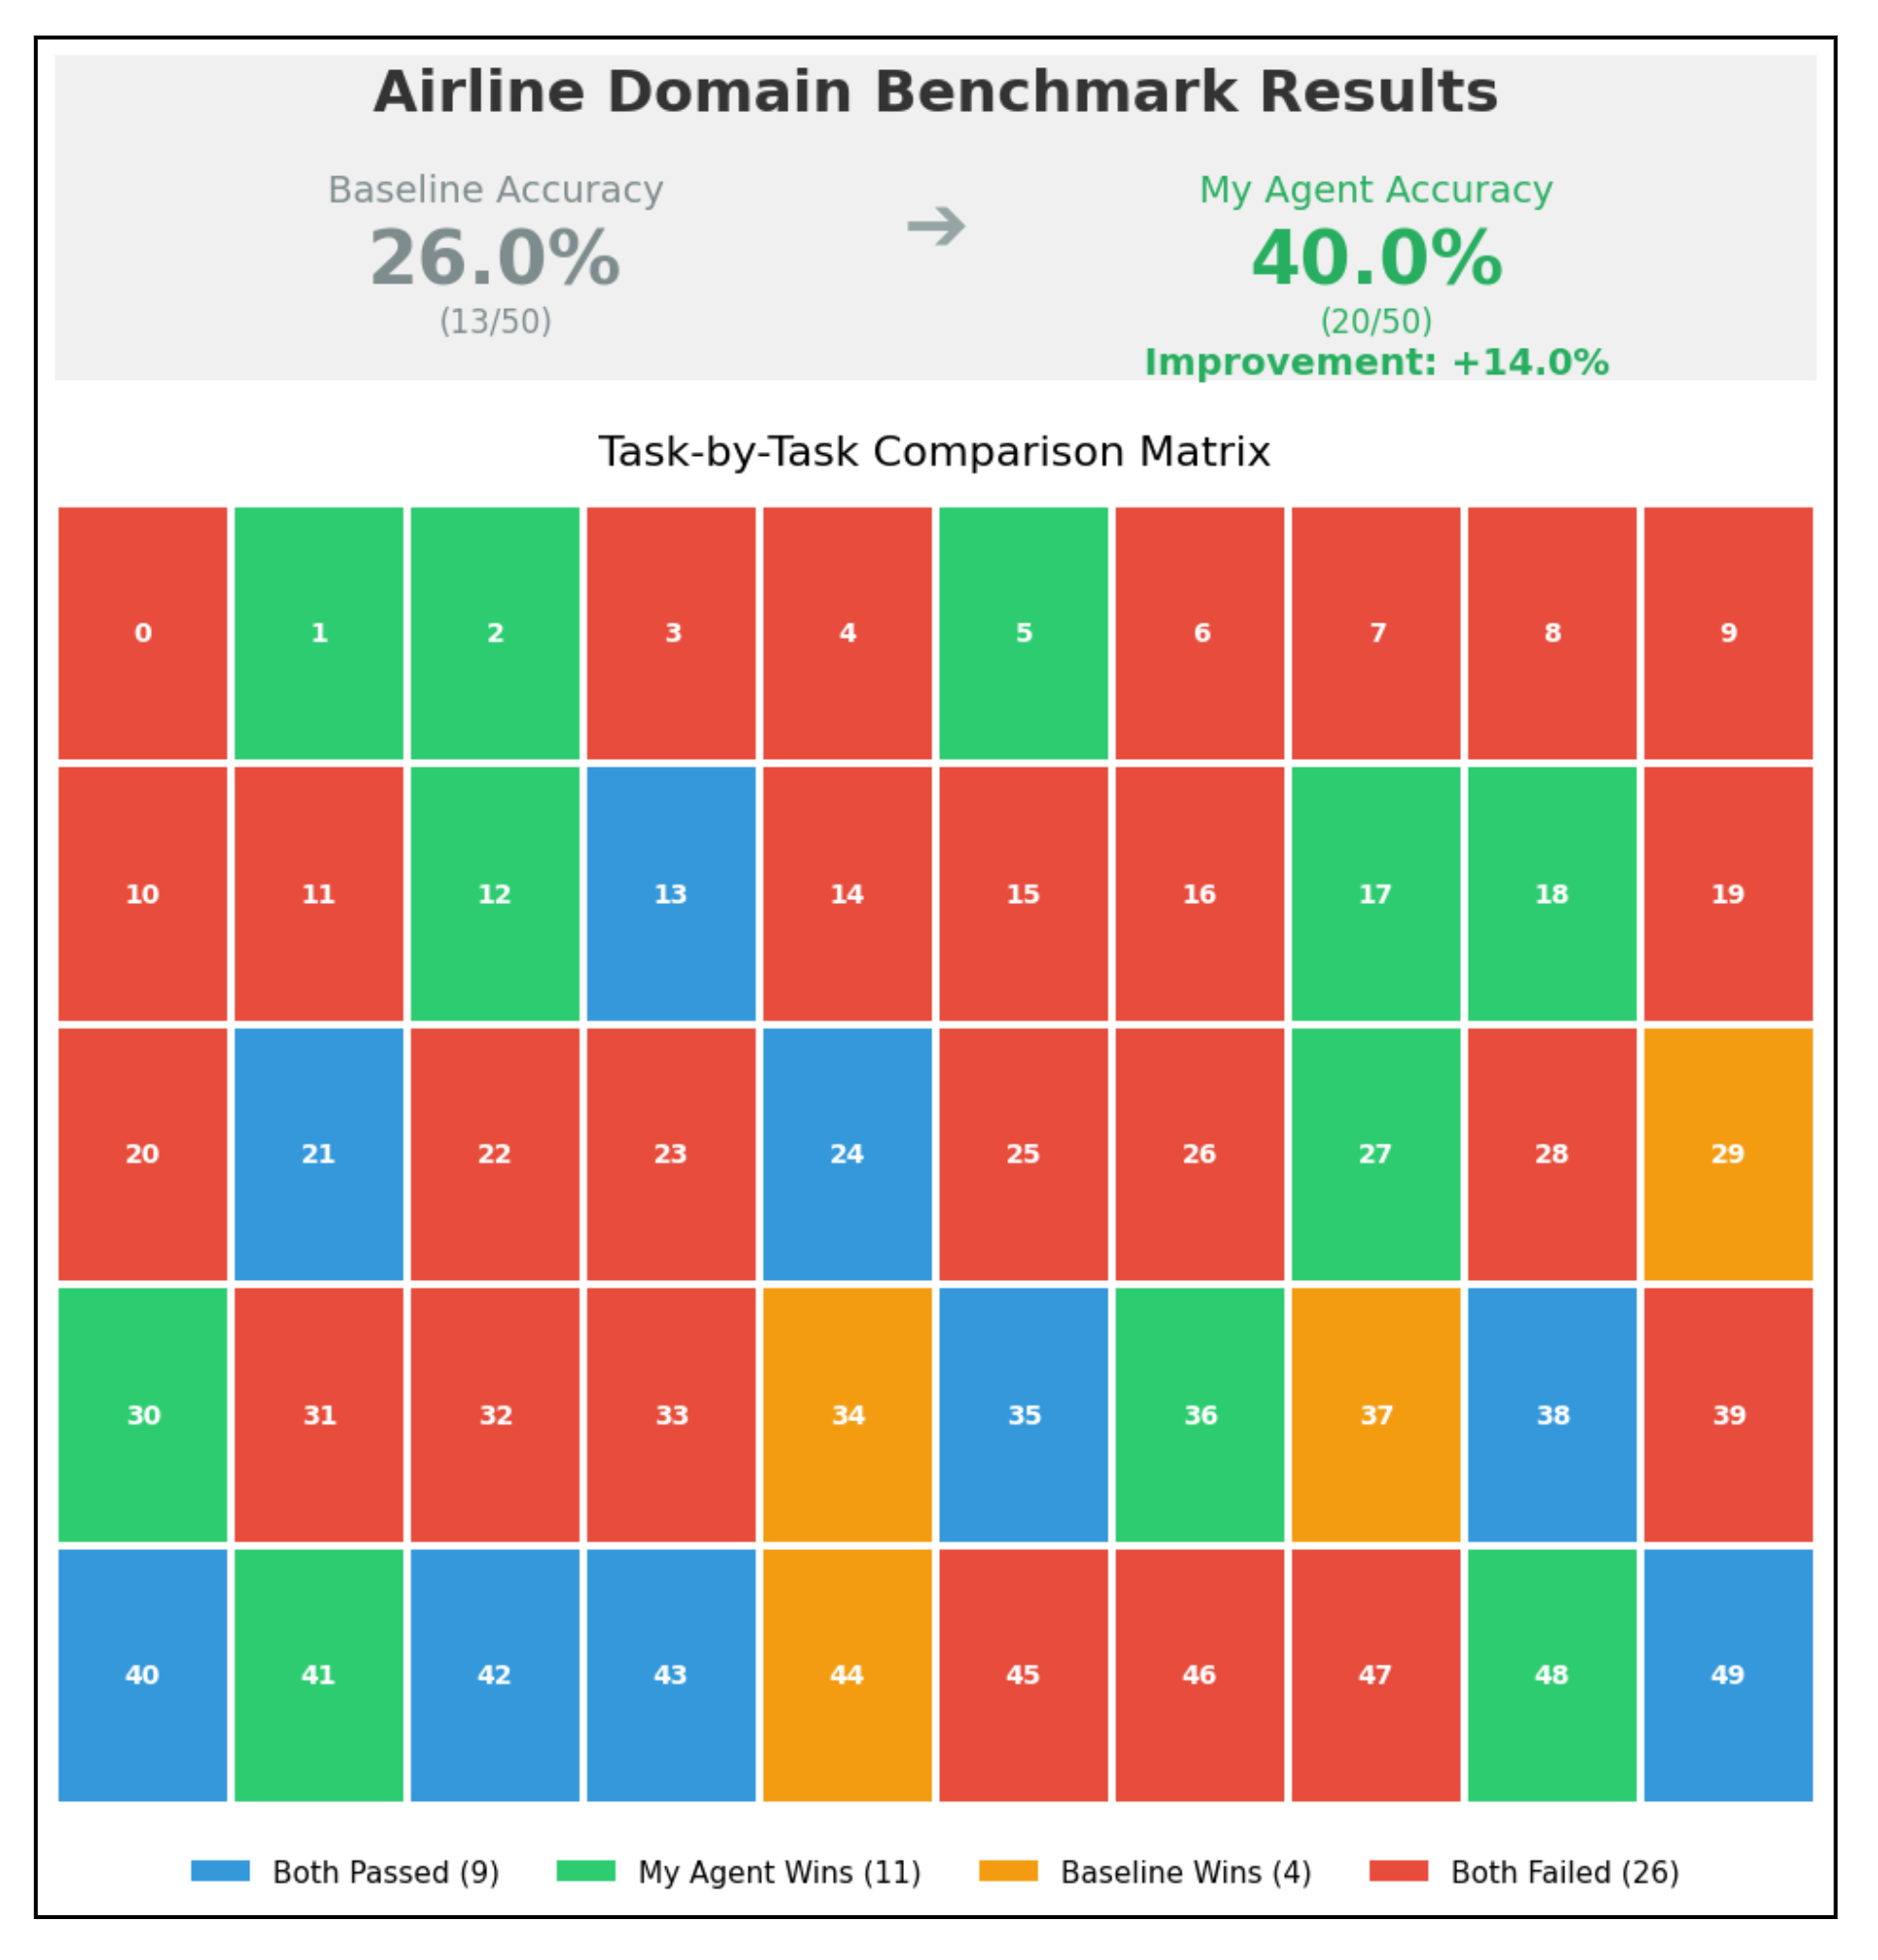 Airline Domain Benchmark Results
Baseline Accuracy
26.0%
(13/50)
➔
My Agent Accuracy
40.0%
(20/50)
Improvement: +14.0%
Task-by-Task Comparison Matrix
0 1 2 3 4 5 6 7 8 9
10 11 12 13 14 15 16 17 18 19
20 21 22 23 24 25 26 27 28 29
30 31 32 33 34 35 36 37 38 39
40 41 42 43 44 45 46 47 48 49
Both Passed (9) My Agent Wins (11) Baseline Wins (4) Both Failed (26)